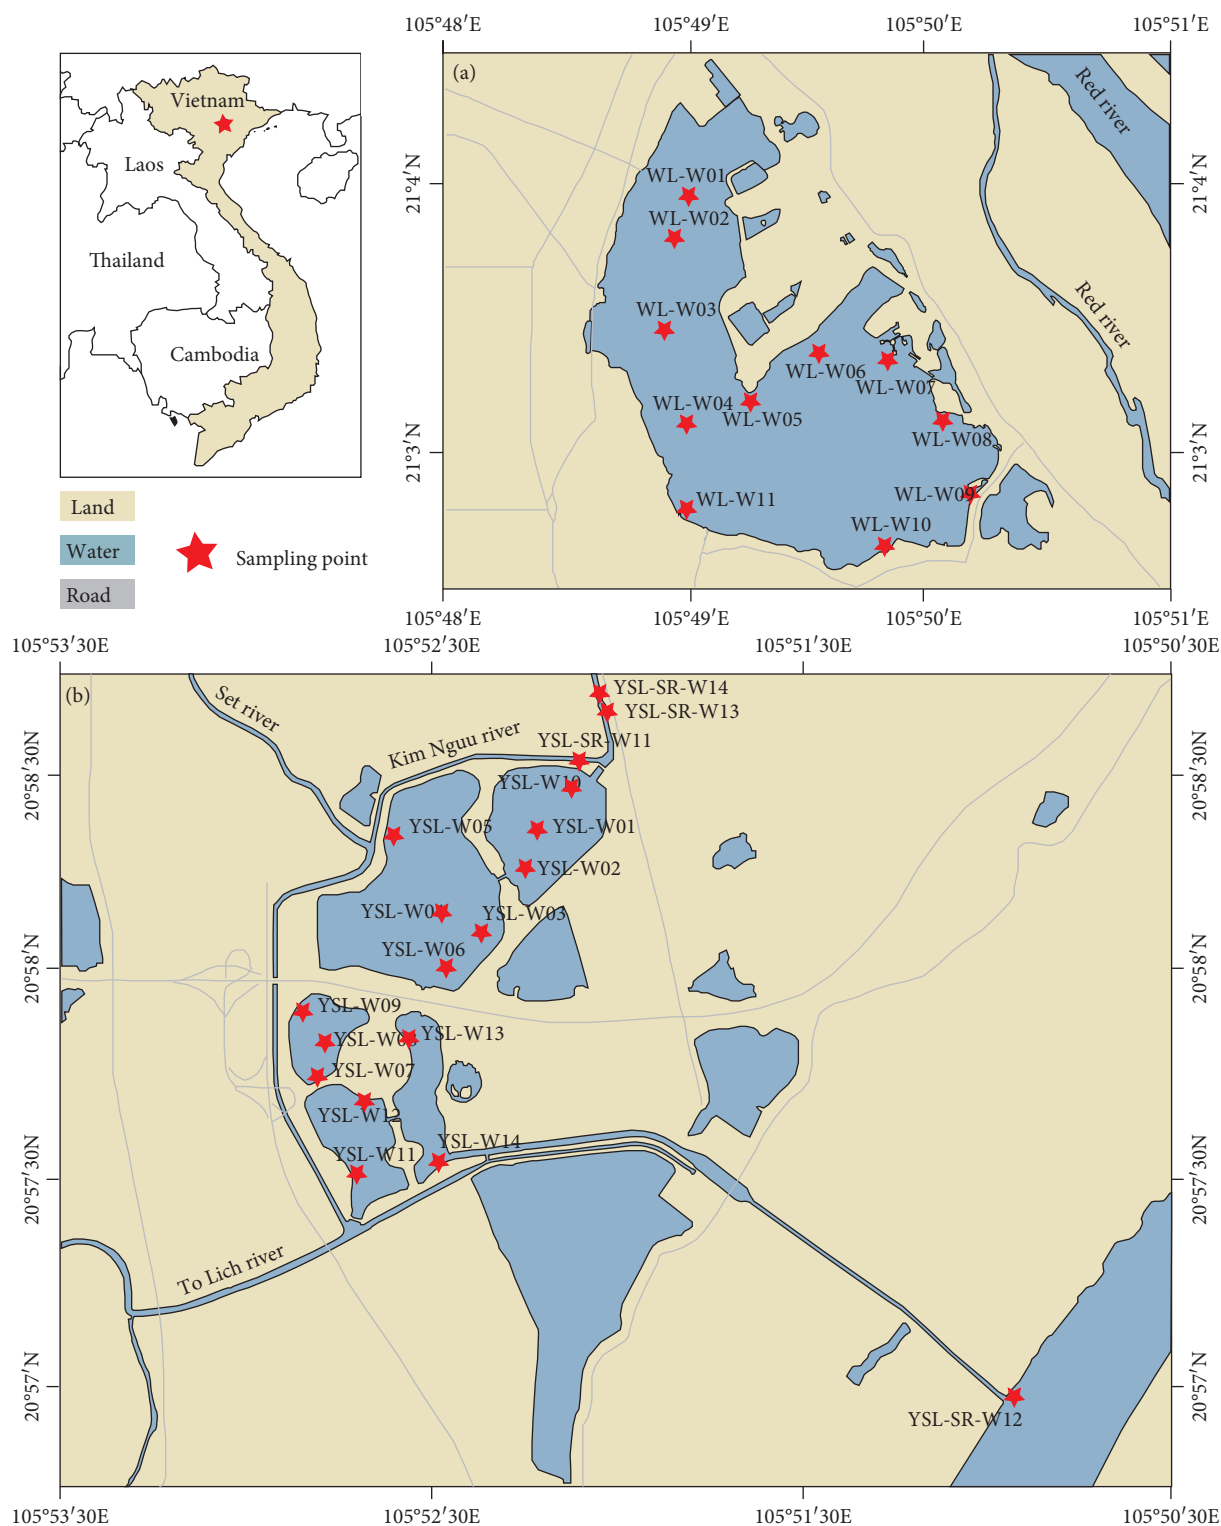 105°48′E
105°49′E
105°50′E
105°51′E
(a)
Vietnam
Laos
Thailand
Cambodia
Land
Water
Road
Sampling point
21°4′N
21°3′N
21°4′N
21°3′N
Red river
Red river
WL-W01
WL-W02
WL-W03
WL-W04
WL-W05
WL-W06
WL-W07
WL-W08
WL-W09
WL-W10
WL-W11
105°48′E
105°49′E
105°50′E
105°51′E
105°53′30E
105°52′30E
105°51′30E
105°50′30E
(b)
Set river
Kim Nguu river
To Lich river
YSL-SR-W14
YSL-SR-W13
YSL-SR-W11
YSL-W10
YSL-W05
YSL-W01
YSL-W02
YSL-W03
YSL-W06
YSL-W09
YSL-W13
YSL-W07
YSL-W12
YSL-W14
YSL-W11
YSL-SR-W12
20°58′30N
20°58′N
20°57′30N
20°57′N
20°58′30N
20°58′N
20°57′30N
20°57′N
105°53′30E
105°52′30E
105°51′30E
105°50′30E